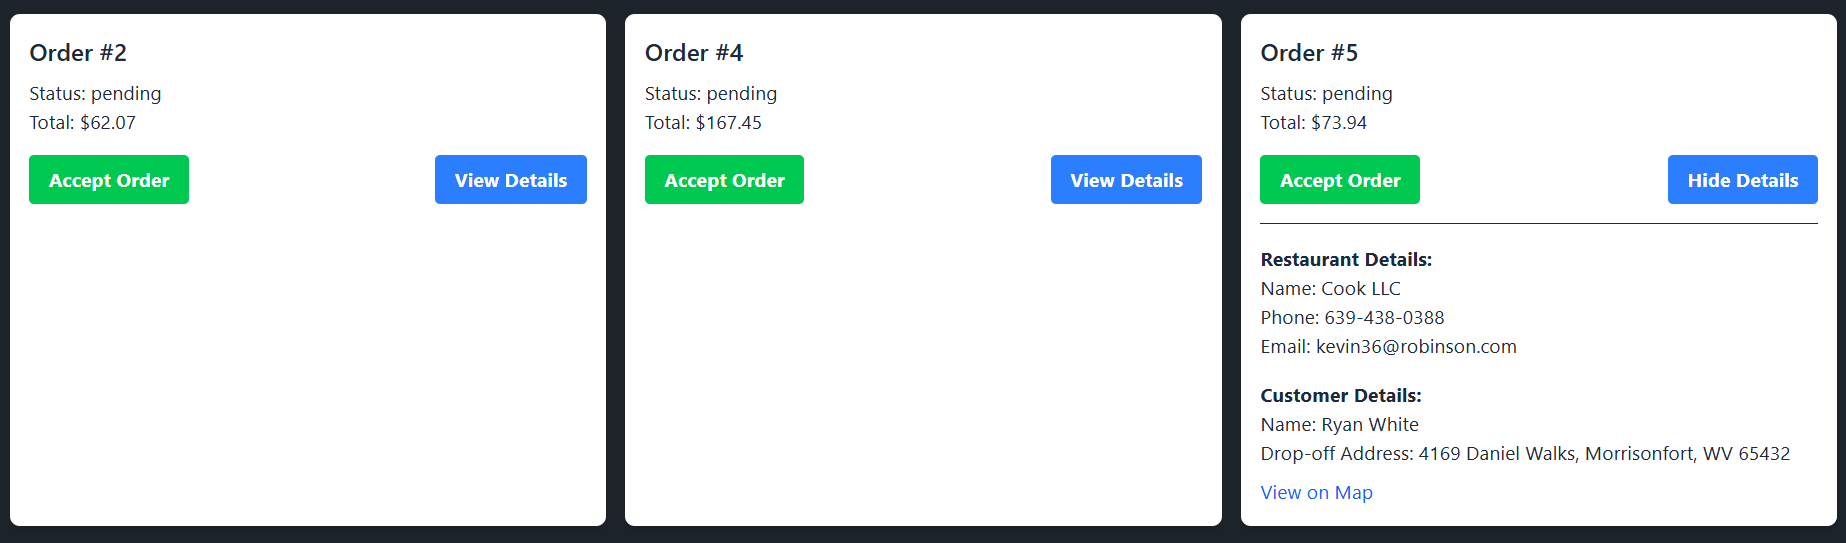 Order #2
Status: pending
Total: $62.07
Accept Order
View Details
Order #4
Status: pending
Total: $167.45
Accept Order
View Details
Order #5
Status: pending
Total: $73.94
Accept Order
Hide Details
Restaurant Details:
Name: Cook LLC
Phone: 639-438-0388
Email: kevin36@robinson.com
Customer Details:
Name: Ryan White
Drop-off Address: 4169 Daniel Walks, Morrisonfort, WV 65432
View on Map